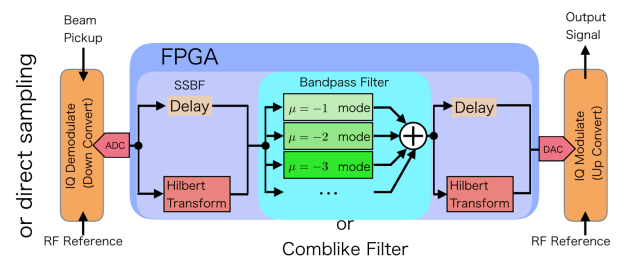 or direct sampling
Beam
Pickup
IQ Demodulate
(Down Convert)
RF Reference
FPGA
ADC
SSBF
Delay
Hilbert
Transform
Bandpass Filter
μ = −1 mode
μ = −2 mode
μ = −3 mode
...
or
Comblike Filter
Delay
Hilbert
Transform
DAC
Output
Signal
IQ Modulate
(Up Convert)
RF Reference